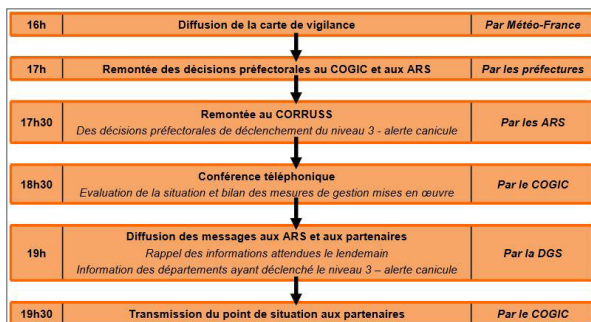 16h Diffusion de la carte de vigilance Par Météo-France
17h Remontée des décisions préfectorales au COGIC et aux ARS Par les préfectures
Remontée au CORRUSS
17h30 Des décisions préfectorales de déclenchement du niveau 3 - alerte canicule Par les ARS
Conférence téléphonique
18h30 Evaluation de la situation et bilan des mesures de gestion mises en œuvre Par le COGIC
Diffusion des messages aux ARS et aux partenaires
19h Rappel des informations attendues le lendemain Par la DGS
Information des départements ayant déclenché le niveau 3 – alerte canicule
19h30 Transmission du point de situation aux partenaires Par le COGIC